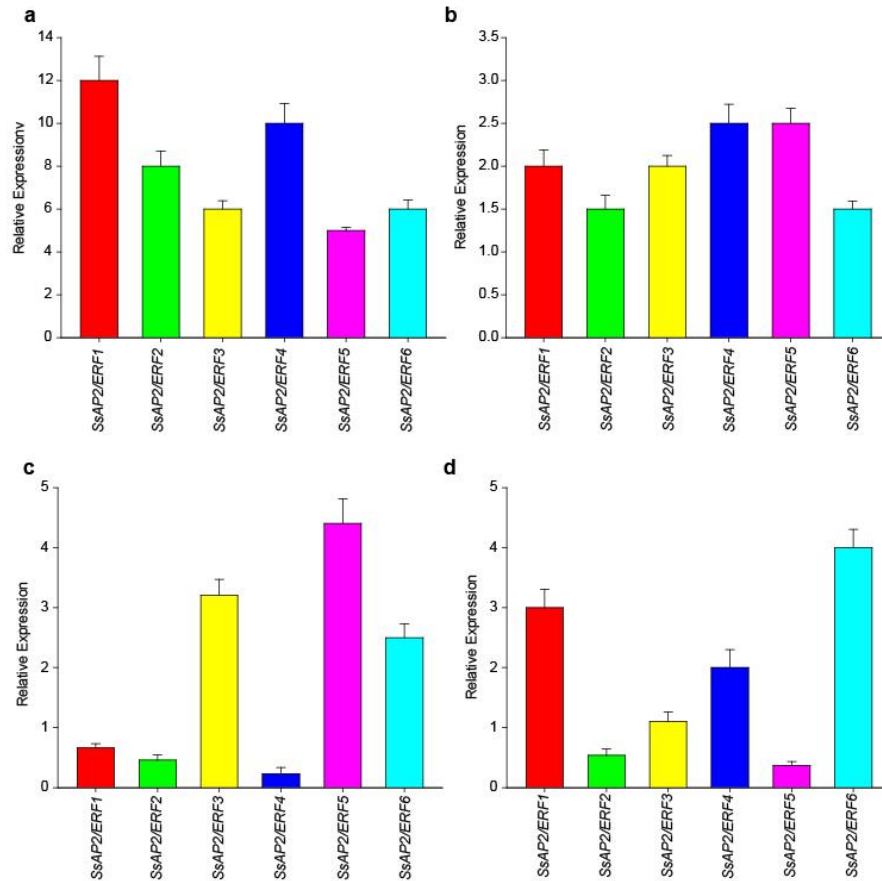 a
14
12
10
8
6
4
2
0
Relative Expressionv
SsAP2/ERF1
SsAP2/ERF2
SsAP2/ERF3
SsAP2/ERF4
SsAP2/ERF5
SsAP2/ERF6
b
3.5
3.0
2.5
2.0
1.5
1.0
0.5
0.0
Relative Expression
SsAP2/ERF1
SsAP2/ERF2
SsAP2/ERF3
SsAP2/ERF4
SsAP2/ERF5
SsAP2/ERF6
c
5
4
3
2
1
0
Relative Expression
SsAP2/ERF1
SsAP2/ERF2
SsAP2/ERF3
SsAP2/ERF4
SsAP2/ERF5
SsAP2/ERF6
d
5
4
3
2
1
0
Relative Expression
SsAP2/ERF1
SsAP2/ERF2
SsAP2/ERF3
SsAP2/ERF4
SsAP2/ERF5
SsAP2/ERF6